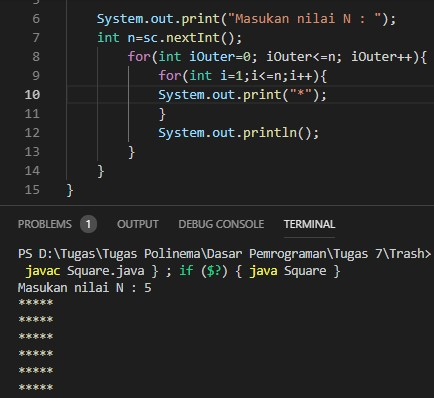 6 System.out.print("Masukan nilai N : ");
7 int n=sc.nextInt();
8 for(int iOuter=0; iOuter<=n; iOuter++){
9 for(int i=1;i<=n;i++){
10 System.out.print("*");
11 }
12 System.out.println();
13 }
14 }
15 }
PROBLEMS 1 OUTPUT DEBUG CONSOLE TERMINAL
PS D:\Tugas\Tugas Polinema\Dasar Pemrograman\Tugas 7\Trash>
javac Square.java } ; if ($?) { java Square }
Masukan nilai N : 5
*****
*****
*****
*****
*****
*****